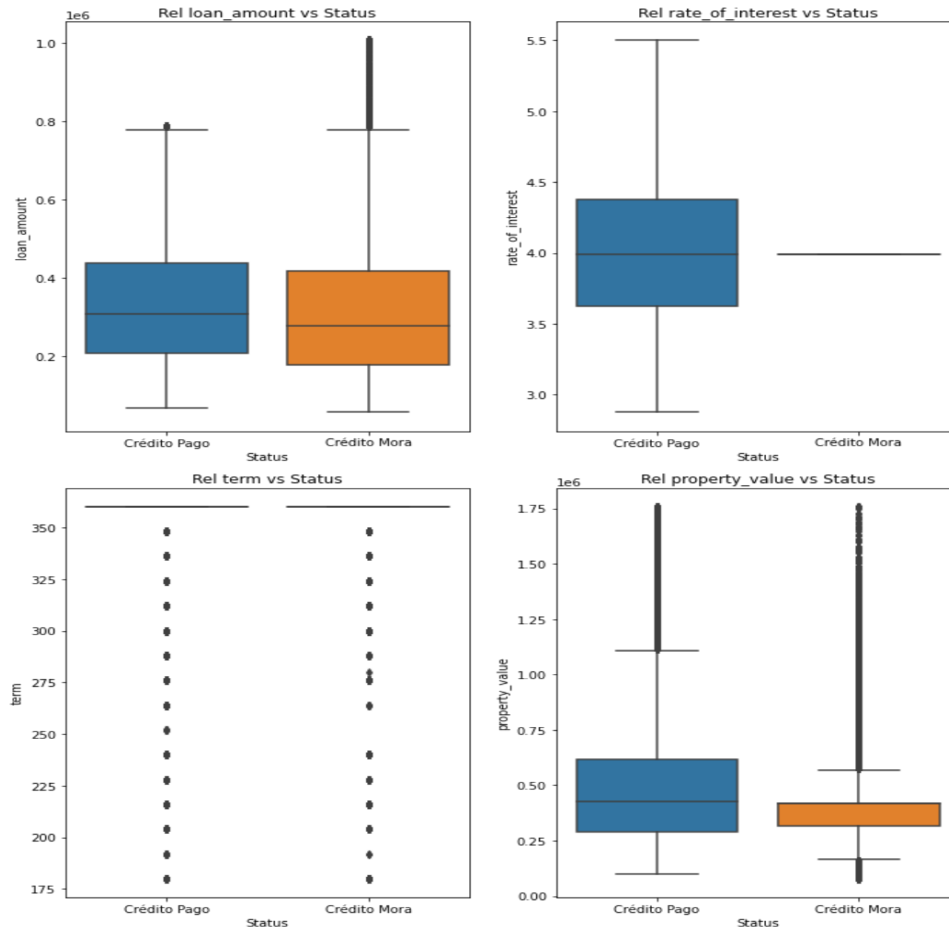 Rel loan_amount vs Status
1e6
1.0
0.8
0.6
0.4
0.2
loan_amount
Crédito Pago
Crédito Mora
Status
Rel rate_of_interest vs Status
5.5
5.0
4.5
4.0
3.5
3.0
rate_of_interest
Crédito Pago
Crédito Mora
Status
Rel term vs Status
350
325
300
275
250
225
200
175
term
Crédito Pago
Crédito Mora
Status
Rel property_value vs Status
1e6
1.75
1.50
1.25
1.00
0.75
0.50
0.25
0.00
property_value
Crédito Pago
Crédito Mora
Status